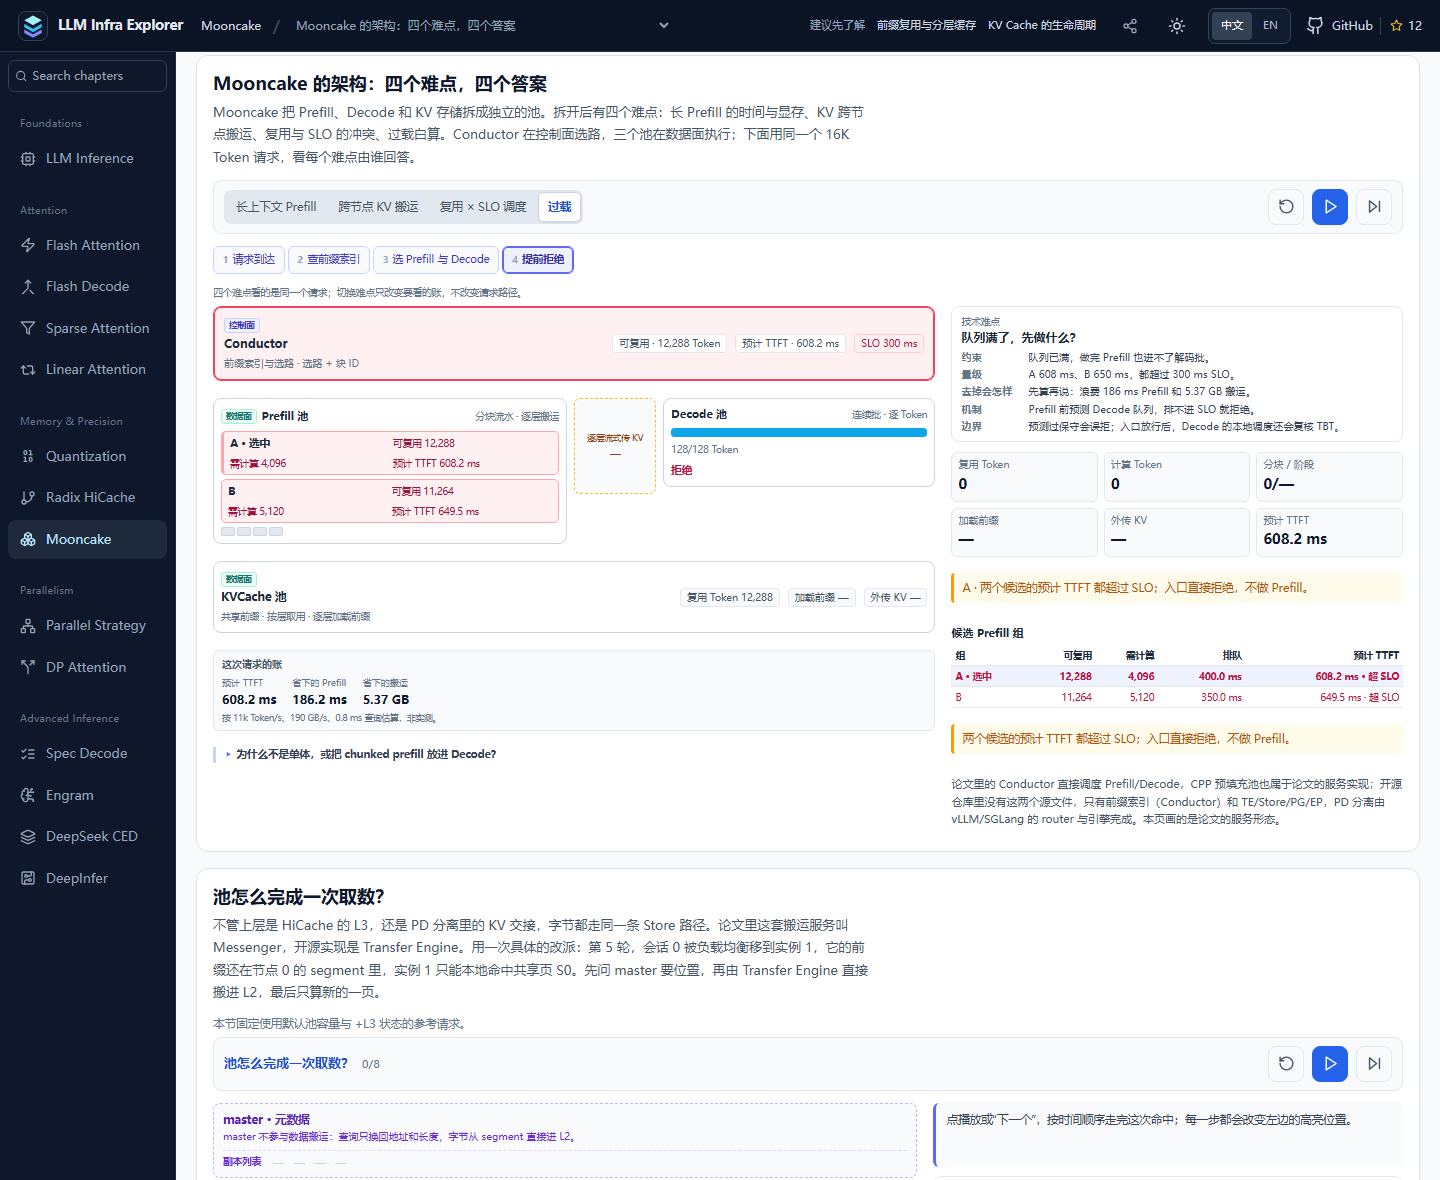 LLM Infra Explorer
Mooncake / Mooncake 的架构：四个难点，四个答案
建议先了解 前缀复用与分层缓存 KV Cache 的生命周期
中文 EN
GitHub 12
Search chapters
Foundations
LLM Inference
Attention
Flash Attention
Flash Decode
Sparse Attention
Linear Attention
Memory & Precision
Quantization
Radix HiCache
Mooncake
Parallelism
Parallel Strategy
DP Attention
Advanced Inference
Spec Decode
Engram
DeepSeek CED
DeepInfer
Mooncake 的架构：四个难点，四个答案
Mooncake 把 Prefill、Decode 和 KV 存储拆成独立的池。拆开后有四个难点：长 Prefill 的时间与显存、KV 跨节
点搬运、复用与 SLO 的冲突、过载白算。Conductor 在控制面选路，三个池在数据面执行；下面用同一个 16K
Token 请求，看每个难点由谁回答。
长上下文 Prefill 跨节点 KV 搬运 复用 × SLO 调度 过载
1 请求到达 2 查前缀索引 3 选 Prefill 与 Decode 4 提前拒绝
四个难点看的是同一个请求；切换难点只改变要看的账，不改变请求路径。
控制面
Conductor
前缀索引与选路 · 选路 + 块 ID
可复用 · 12,288 Token 预计 TTFT · 608.2 ms SLO 300 ms
数据面 Prefill 池 分块流水 · 逐层搬运
A • 选中 可复用 12,288
需计算 4,096 预计 TTFT 608.2 ms
B 可复用 11,264
需计算 5,120 预计 TTFT 649.5 ms
逐层流式传 KV
—
Decode 池 连续批 · 逐 Token
128/128 Token
拒绝
数据面
KVCache 池
共享前缀 · 按层取用 · 逐层加载前缀
复用 Token 12,288 加载前缀 — 外传 KV —
这次请求的账
预计 TTFT 省下的 Prefill 省下的搬运
608.2 ms 186.2 ms 5.37 GB
按 11k Token/s、190 GB/s、0.8 ms 查询估算，非实测。
为什么不是单体，或把 chunked prefill 放进 Decode?
技术难点
队列满了，先做什么？
约束 队列已满，做完 Prefill 也进不了解码批。
量级 A 608 ms、B 650 ms，都超过 300 ms SLO。
去掉会怎样 先算再说：浪费 186 ms Prefill 和 5.37 GB 搬运。
机制 Prefill 前预测 Decode 队列，排不进 SLO 就拒绝。
边界 预测过保守会误拒；入口放行后，Decode 的本地调度还会复核 TBT。
复用 Token 计算 Token 分块 / 阶段
0 0 0/—
加载前缀 外传 KV 预计 TTFT
— — 608.2 ms
A · 两个候选的预计 TTFT 都超过 SLO；入口直接拒绝，不做 Prefill。
候选 Prefill 组
组 可复用 需计算 排队 预计 TTFT
A • 选中 12,288 4,096 400.0 ms 608.2 ms • 超 SLO
B 11,264 5,120 350.0 ms 649.5 ms · 超 SLO
两个候选的预计 TTFT 都超过 SLO；入口直接拒绝，不做 Prefill。
论文里的 Conductor 直接调度 Prefill/Decode，CPP 预填充池也属于论文的服务实现；开源
仓库里没有这两个源文件，只有前缀索引（Conductor）和 TE/Store/PG/EP，PD 分离由
vLLM/SGLang 的 router 与引擎完成。本页画的是论文的服务形态。
池怎么完成一次取数？
不管上层是 HiCache 的 L3，还是 PD 分离里的 KV 交接，字节都走同一条 Store 路径。论文里这套搬运服务叫
Messenger，开源实现是 Transfer Engine。用一次具体的改派：第 5 轮，会话 0 被负载均衡移到实例 1，它的前
缀还在节点 0 的 segment 里，实例 1 只能本地命中共享页 S0。先问 master 要位置，再由 Transfer Engine 直接
搬进 L2，最后只算新的一页。
本节固定使用默认池容量与 +L3 状态的参考请求。
池怎么完成一次取数？ 0/8
master • 元数据
master 不参与数据搬运：查询只换回地址和长度，字节从 segment 直接进 L2。
副本列表 — — — —
点播放或“下一个”，按时间顺序走完这次命中；每一步都会改变左边的高亮位置。